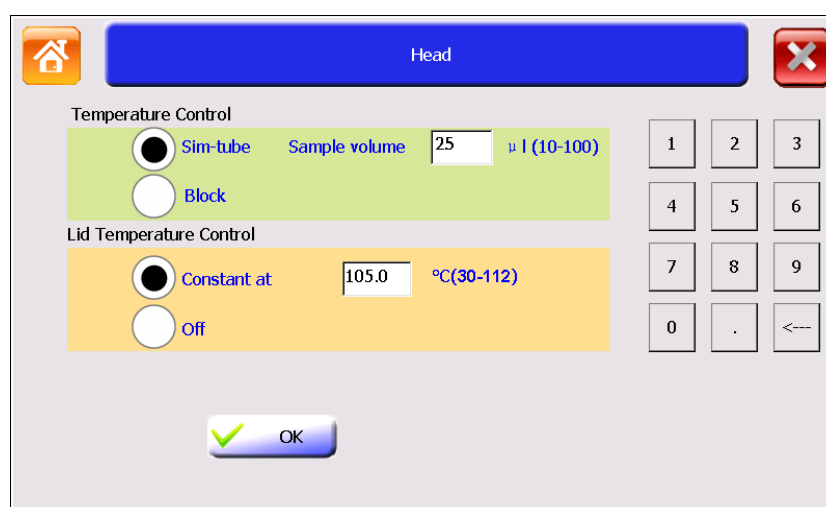 Head
Temperature Control
Sim-tube Sample volume 25 μl (10-100)
Block
Lid Temperature Control
Constant at 105.0 °C(30-112)
Off
OK
1 2 3
4 5 6
7 8 9
0 . <---